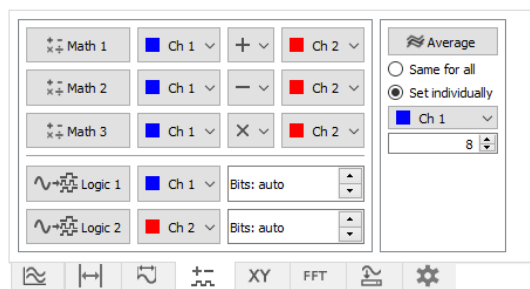 Math 1 Ch 1 + Ch 2
Math 2 Ch 1 − Ch 2
Math 3 Ch 1 × Ch 2
Logic 1 Ch 1 Bits: auto
Logic 2 Ch 2 Bits: auto
Average
Same for all
Set individually
Ch 1
8
XY FFT